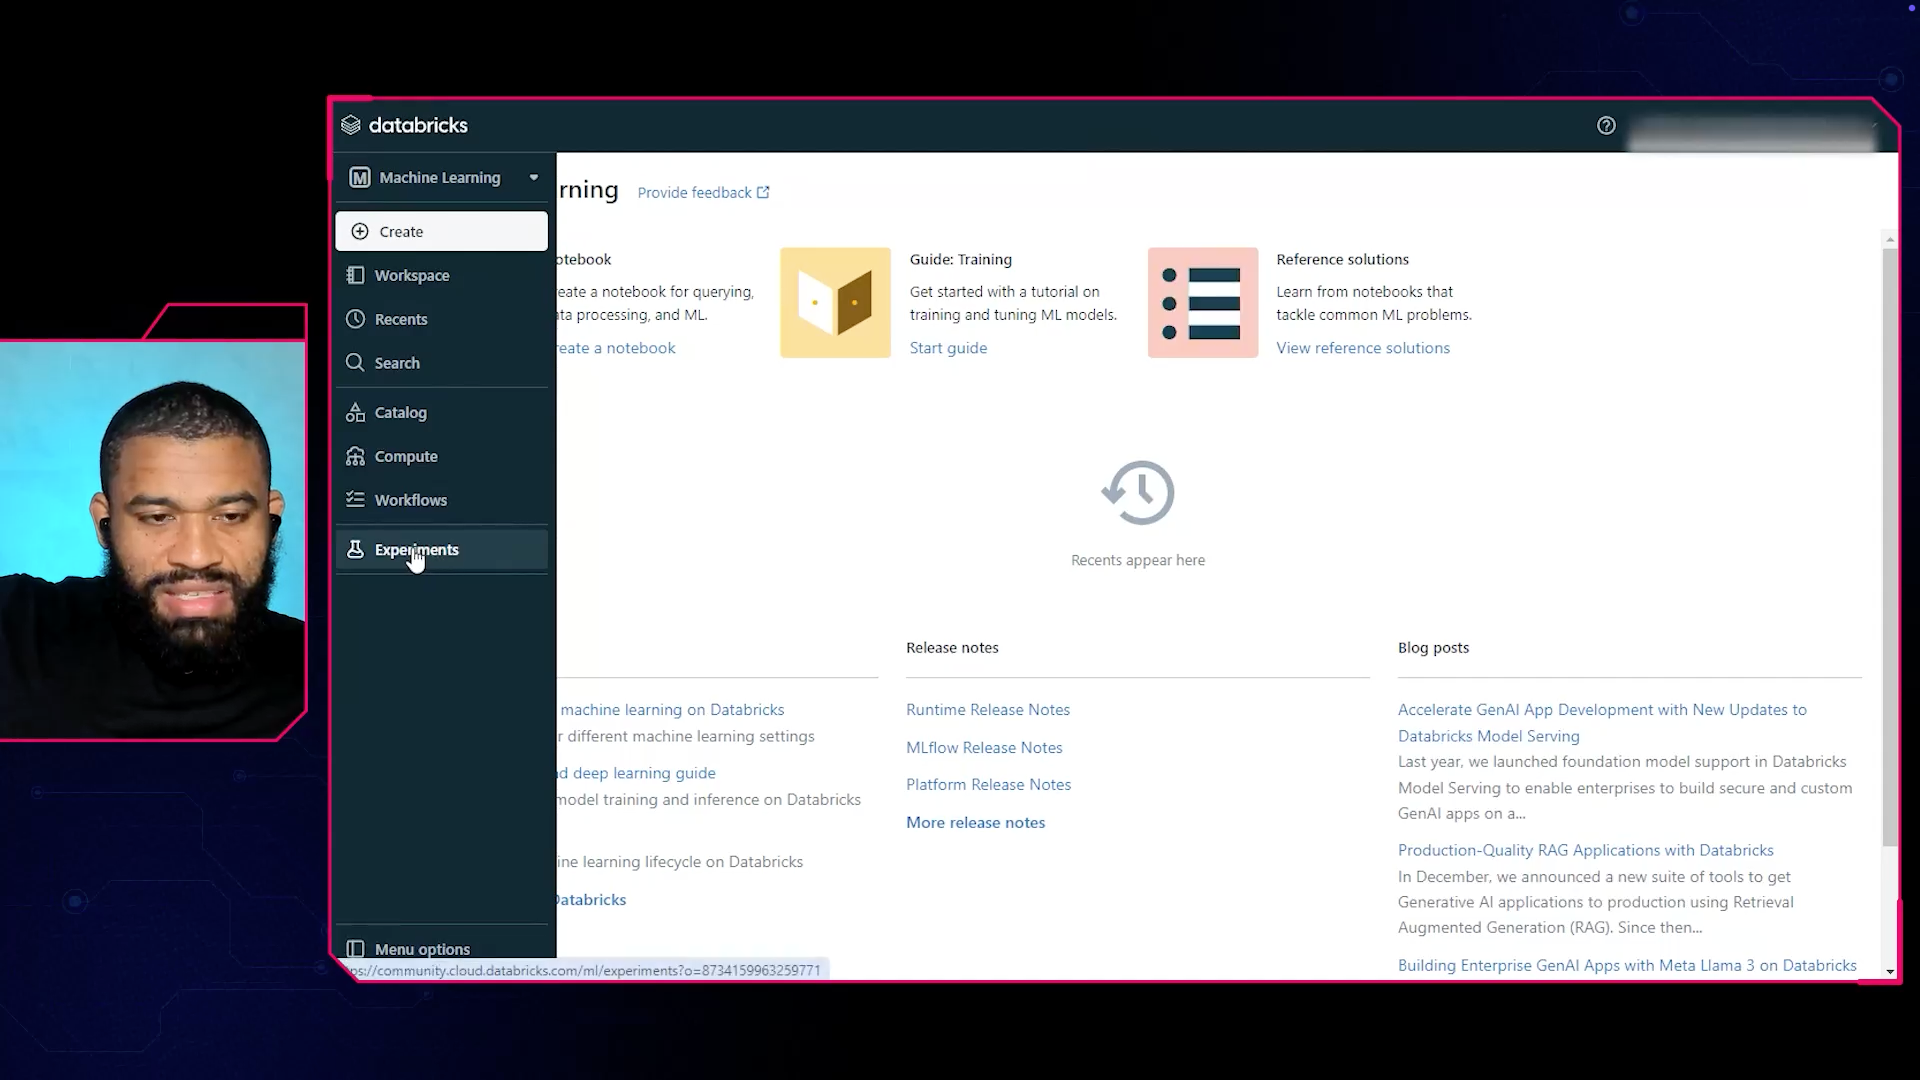 databricks
Machine Learning
Create
Workspace
Recents
Search
Catalog
Compute
Workflows
Experiments
Menu options
ps://community.cloud.databricks.com/ml/experiments?o=8734159963259771
rning
Provide feedback
otebook
reate a notebook for querying,
ata processing, and ML.
reate a notebook
Guide: Training
Get started with a tutorial on
training and tuning ML models.
Start guide
Reference solutions
Learn from notebooks that
tackle common ML problems.
View reference solutions
Recents appear here
machine learning on Databricks
r different machine learning settings
d deep learning guide
model training and inference on Databricks
ine learning lifecycle on Databricks
Databricks
Release notes
Runtime Release Notes
MLflow Release Notes
Platform Release Notes
More release notes
Blog posts
Accelerate GenAI App Development with New Updates to
Databricks Model Serving
Last year, we launched foundation model support in Databricks
Model Serving to enable enterprises to build secure and custom
GenAI apps on a...
Production-Quality RAG Applications with Databricks
In December, we announced a new suite of tools to get
Generative AI applications to production using Retrieval
Augmented Generation (RAG). Since then...
Building Enterprise GenAI Apps with Meta Llama 3 on Databricks